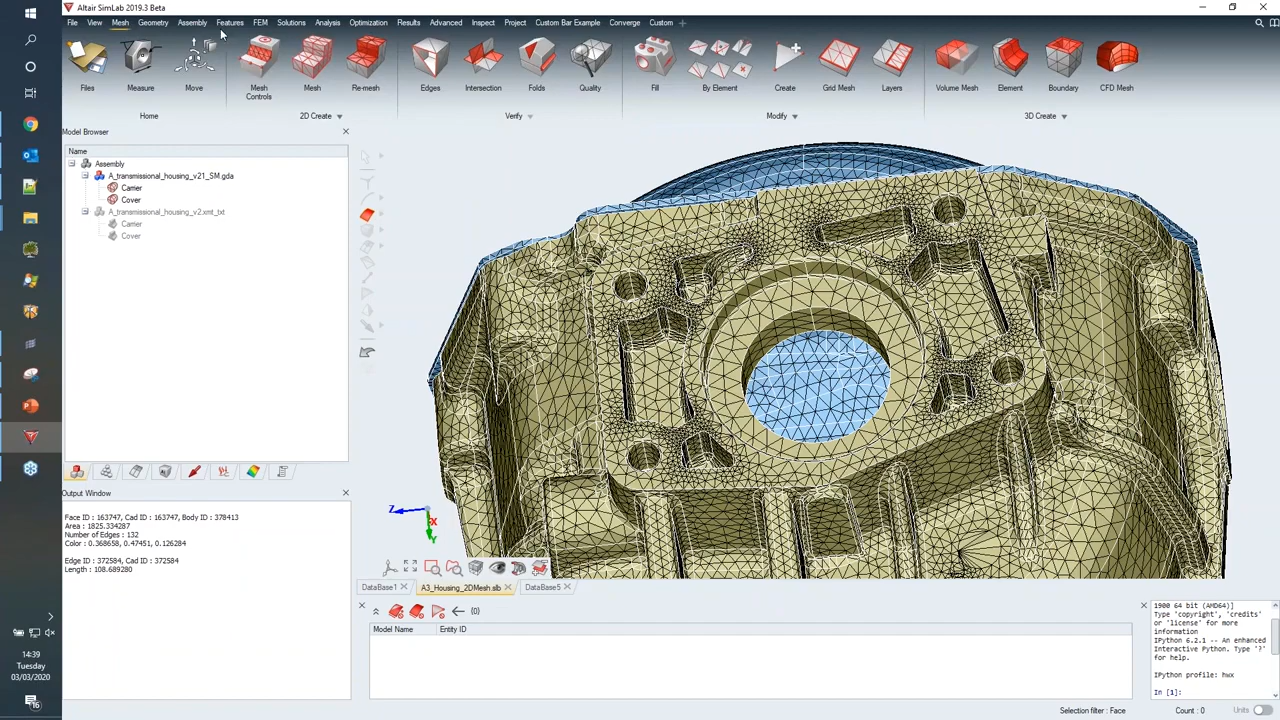 Altair SimLab 2019.3 Beta
File View Mesh Geometry Assembly Features FEM Solutions Analysis Optimization Results Advanced Inspect Project Custom Bar Example Converge Custom
Files Measure Move Mesh Controls Mesh Re-mesh Edges Intersection Folds Quality Fill By Element Create Grid Mesh Layers Volume Mesh Element Boundary CFD Mesh
Home 2D Create Verify Modify 3D Create
Model Browser
Name
Assembly
A_transmissional_housing_v21_SM.gda
Carrier
Cover
A_transmissional_housing_v2.xmt_txt
Carrier
Cover
Output Window
Face ID : 163747, Cad ID : 163747, Body ID : 378413
Area : 1825.334287
Number of Edges : 132
Color : 0.368658, 0.47451, 0.126284
Edge ID : 372584, Cad ID : 372584
Length : 108.689280
Z
X
Y
DataBase1 A3_Housing_2DMesh.slb DataBase5
(0)
Model Name Entity ID
1900 64 bit (AMD64)]
Type 'copyright', 'credits'
or 'license' for more
information
IPython 6.2.1 -- An enhanced
Interactive Python. Type '?'
for help.
IPython profile: hwx
In [1]:
Selection filter : Face Count : 0 Units
14:39
Tuesday
03/03/2020
16